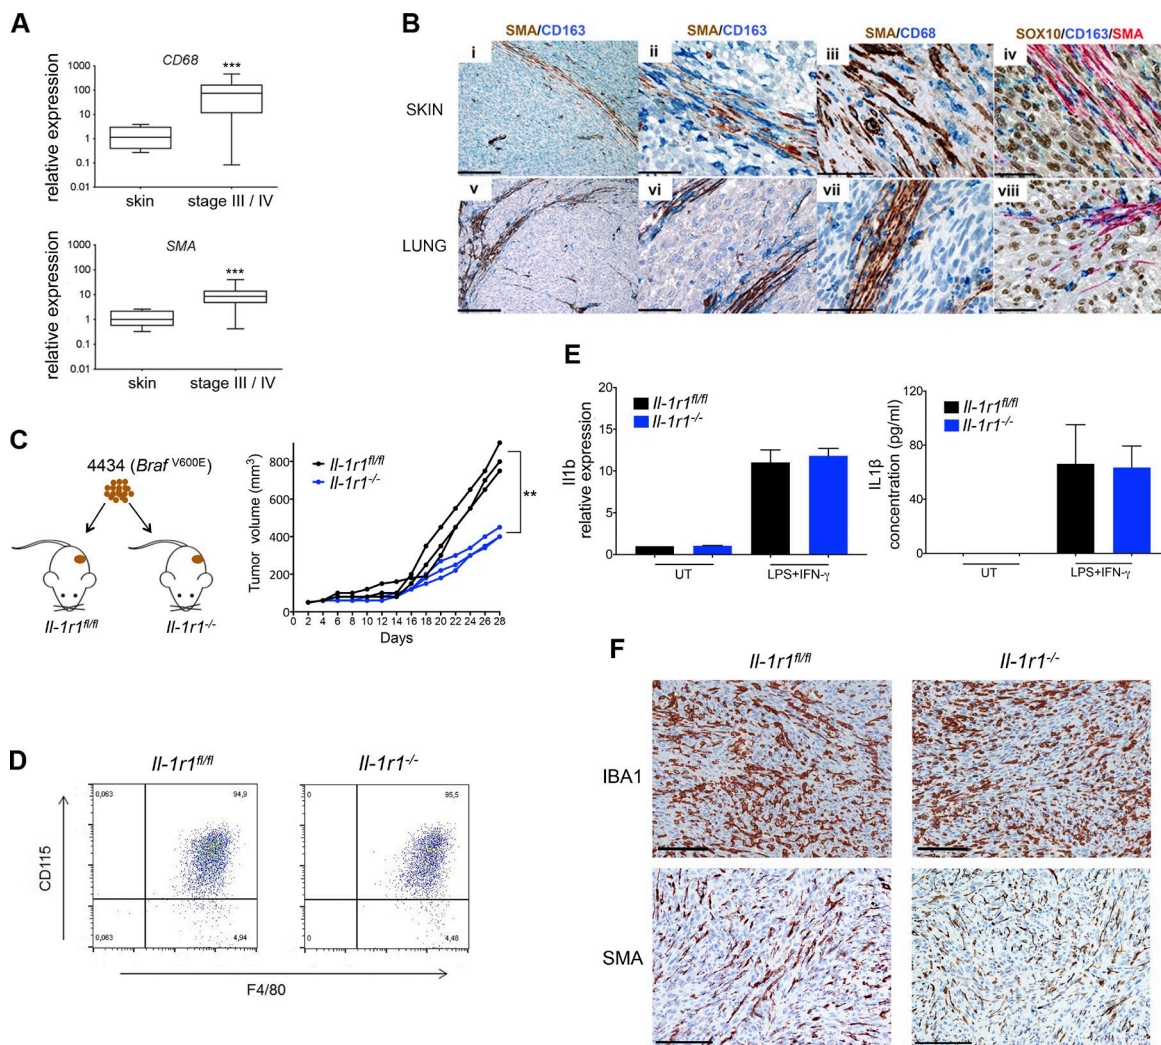 A
CD68
relative expression
1000
100
10
1
0.1
0.01
***
skin
stage III / IV
SMA
relative expression
1000
100
10
1
0.1
0.01
***
skin
stage III / IV
B
SMA/CD163
SMA/CD163
SMA/CD68
SOX10/CD163/SMA
SKIN
i
ii
iii
iv
LUNG
v
vi
vii
viii
C
4434 (Braf V600E)
Il-1r1fl/fl
Il-1r1-/-
Tumor volume (mm3)
800
600
400
200
0
Il-1r1fl/fl
Il-1r1-/-
**
0 2 4 6 8 10 12 14 16 18 20 22 24 26 28
Days
D
Il-1r1fl/fl
Il-1r1-/-
CD115
0,063
94,9
0,063
4,94
0
95,5
0
4,48
F4/80
E
Il1b
relative expression
20
15
10
5
0
Il-1r1fl/fl
Il-1r1-/-
UT
LPS+IFN-γ
IL1β
concentration (pg/ml)
120
80
40
0
Il-1r1fl/fl
Il-1r1-/-
UT
LPS+IFN-γ
F
Il-1r1fl/fl
Il-1r1-/-
IBA1
SMA